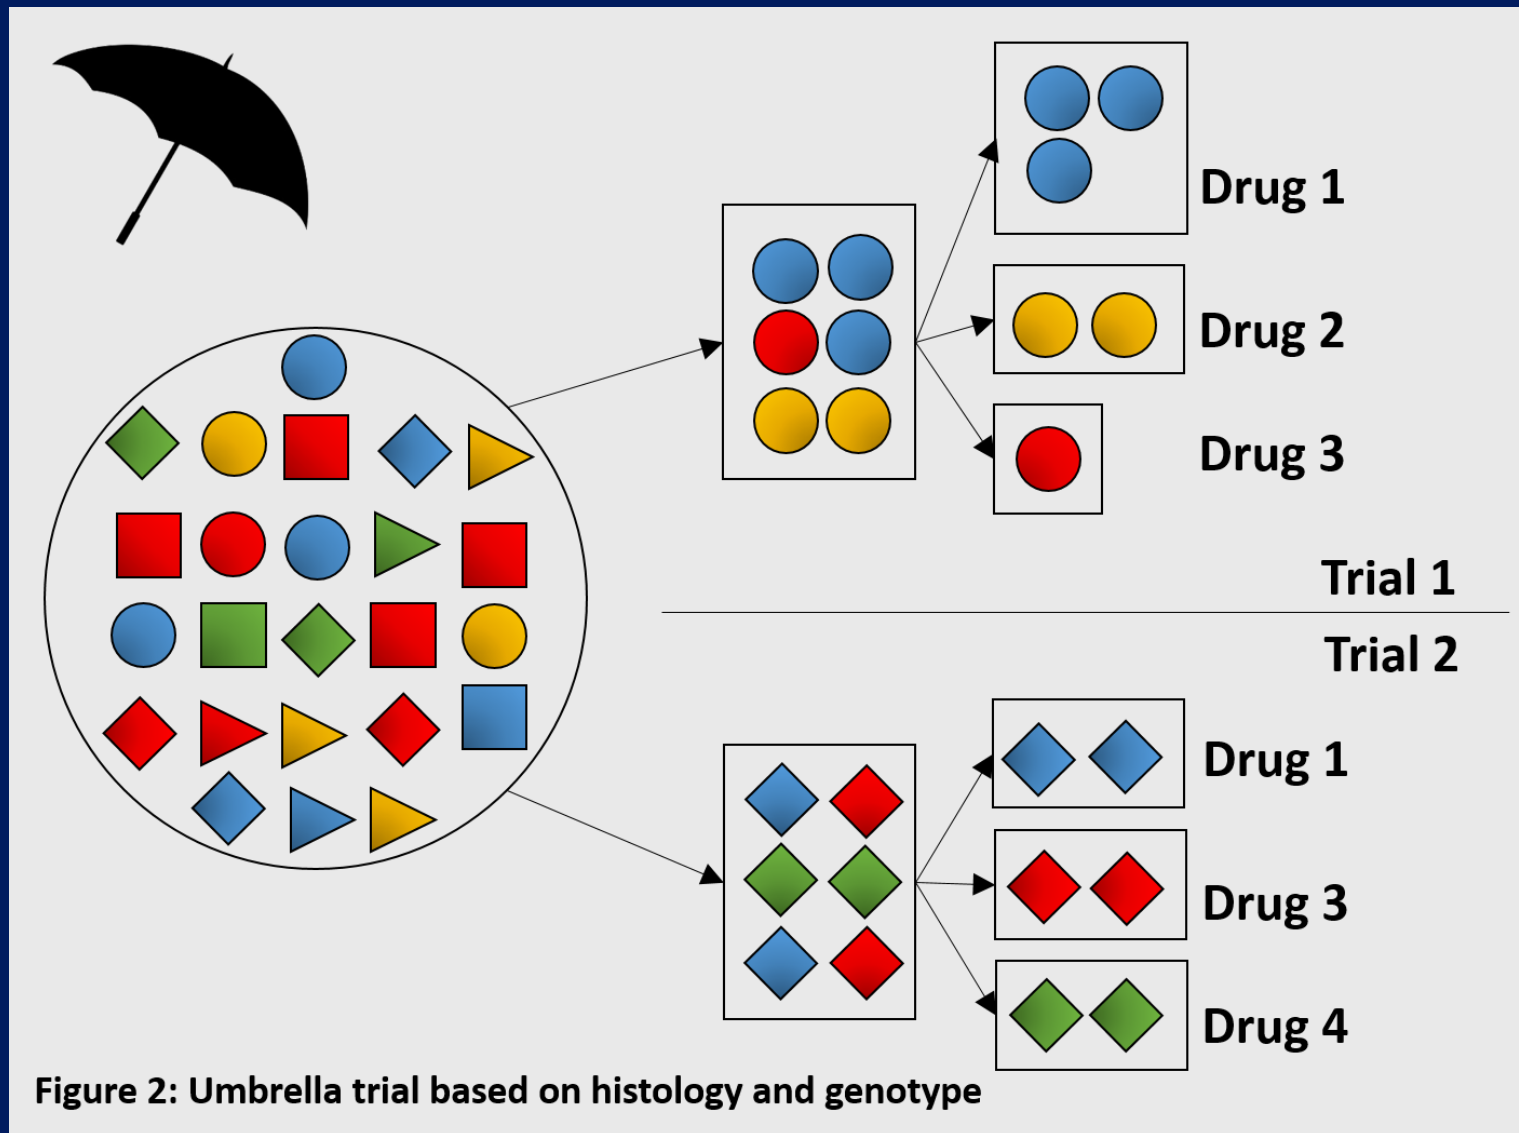 Drug 1
Drug 2
Drug 3
Trial 1
Trial 2
Drug 1
Drug 3
Drug 4
Figure 2: Umbrella trial based on histology and genotype